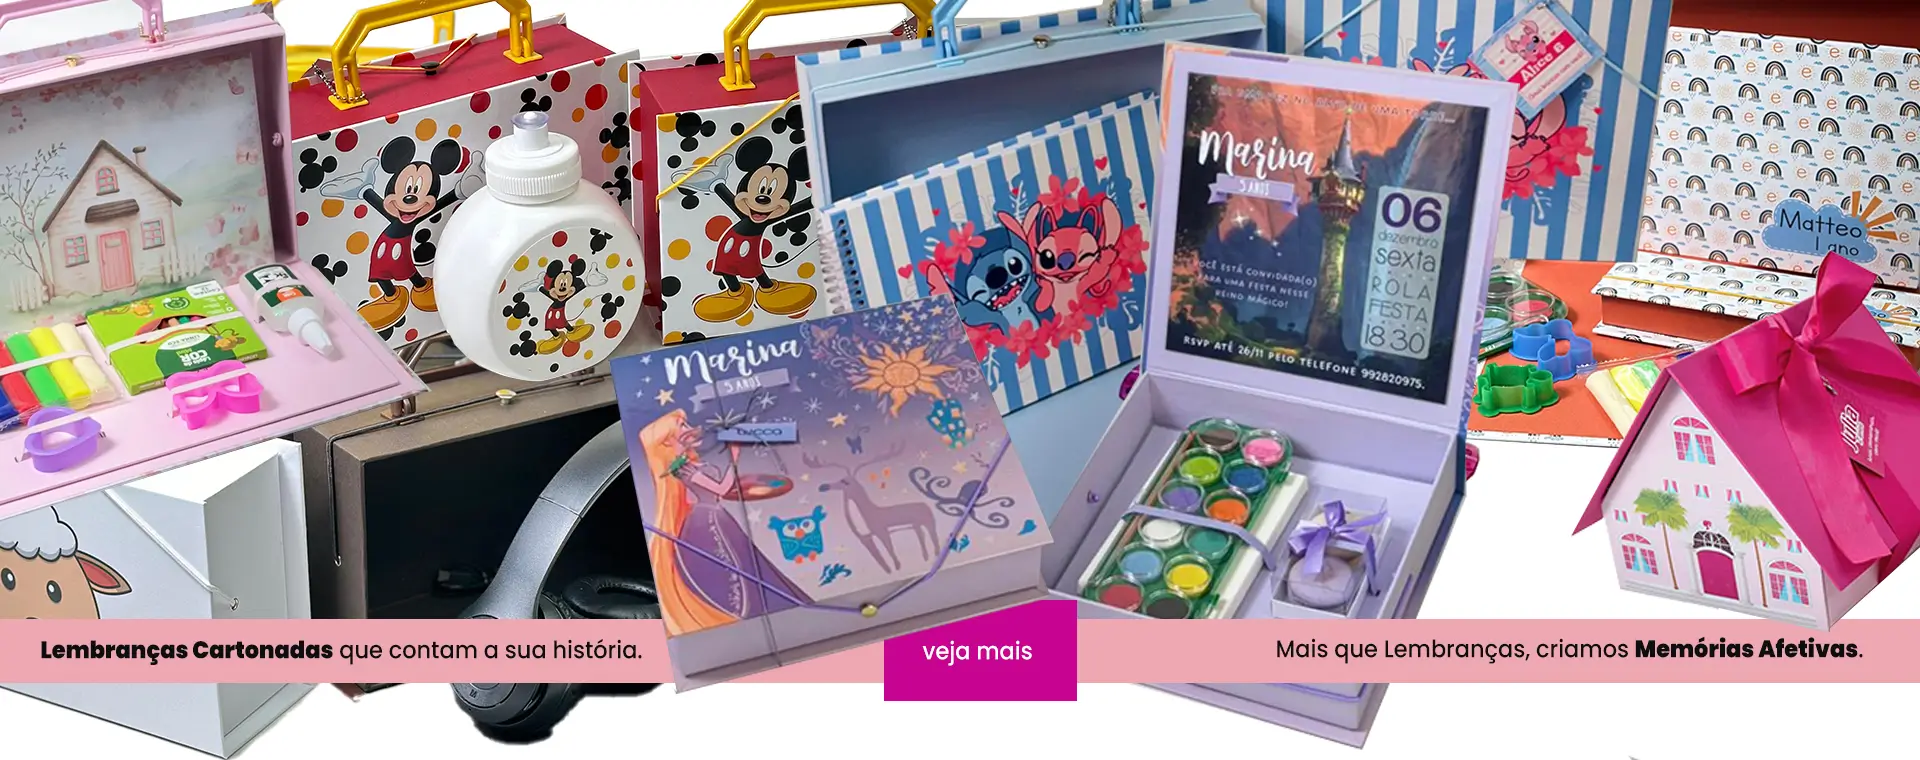 Marina
5 ANOS
06
dezembro
sexta
ROLA
FESTA
18:30
VOCÊ ESTÁ CONVIDADA(O)
PARA UMA FESTA NESSE
REINO MÁGICO!
RSVP ATÉ 26/11 PELO TELEFONE 992820975.
Alice 6
Matteo
1 ano
COR
Marina
5 ANOS
Lembranças Cartonadas que contam a sua história.
veja mais
Mais que Lembranças, criamos Memórias Afetivas.